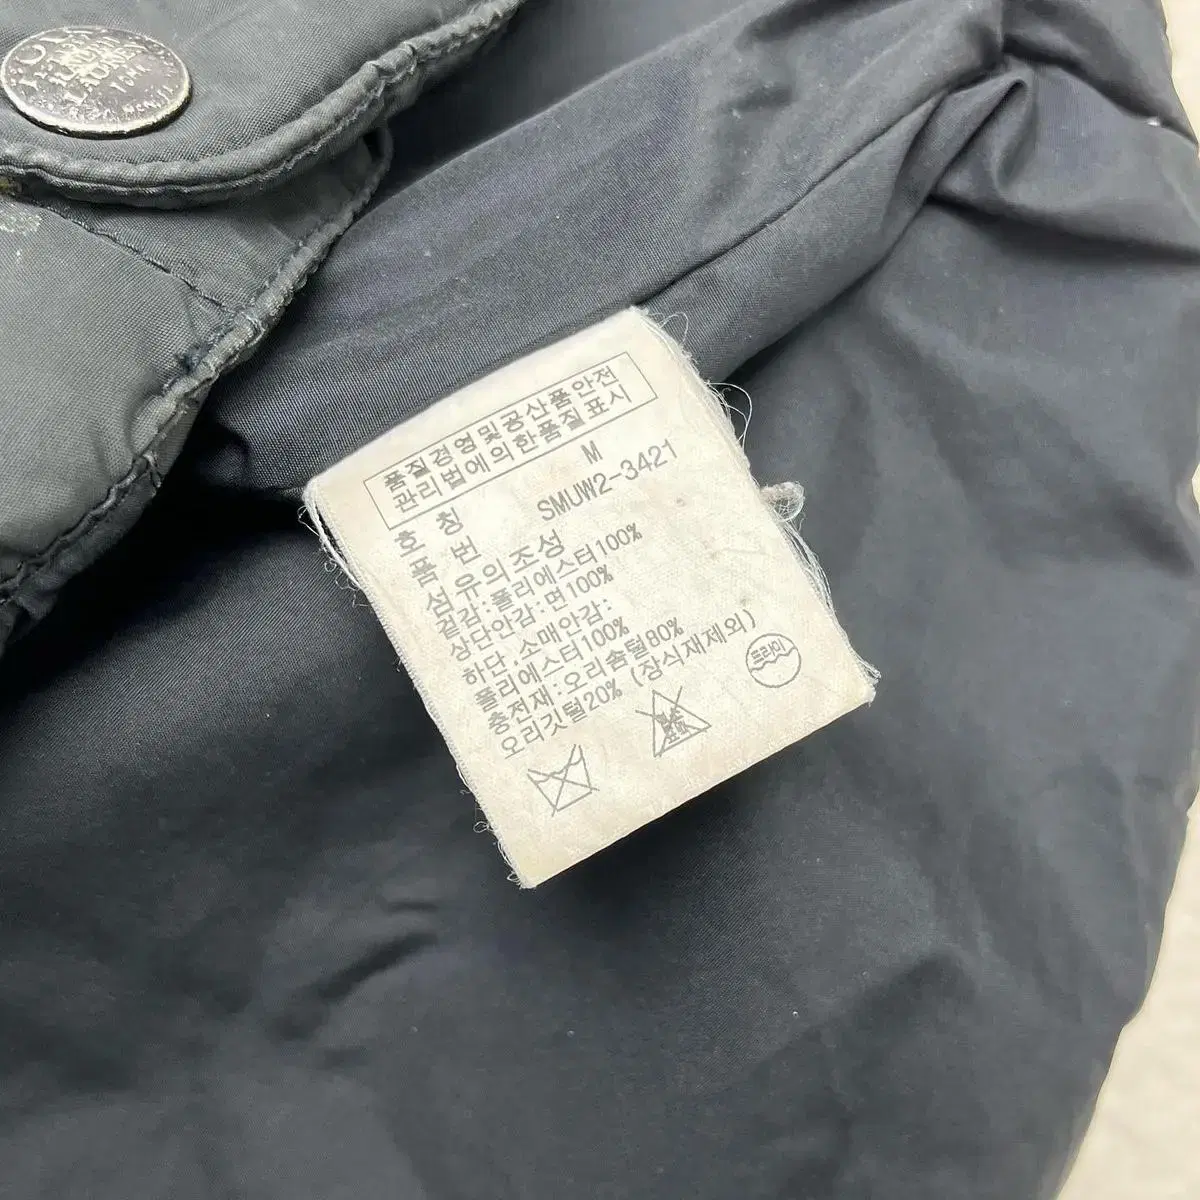 POLO
RALPH
LAUREN
품질경영및공산품안전
관리법에의한품질표시
호 칭 M
품 번 SMUW2-3421
섬유의조성
겉감:폴리에스터100%
상단안감:면100%
하단,소매안감:
폴리에스터100%
충전재:오리솜털80%
오리깃털20% (장식재제외)
드라이